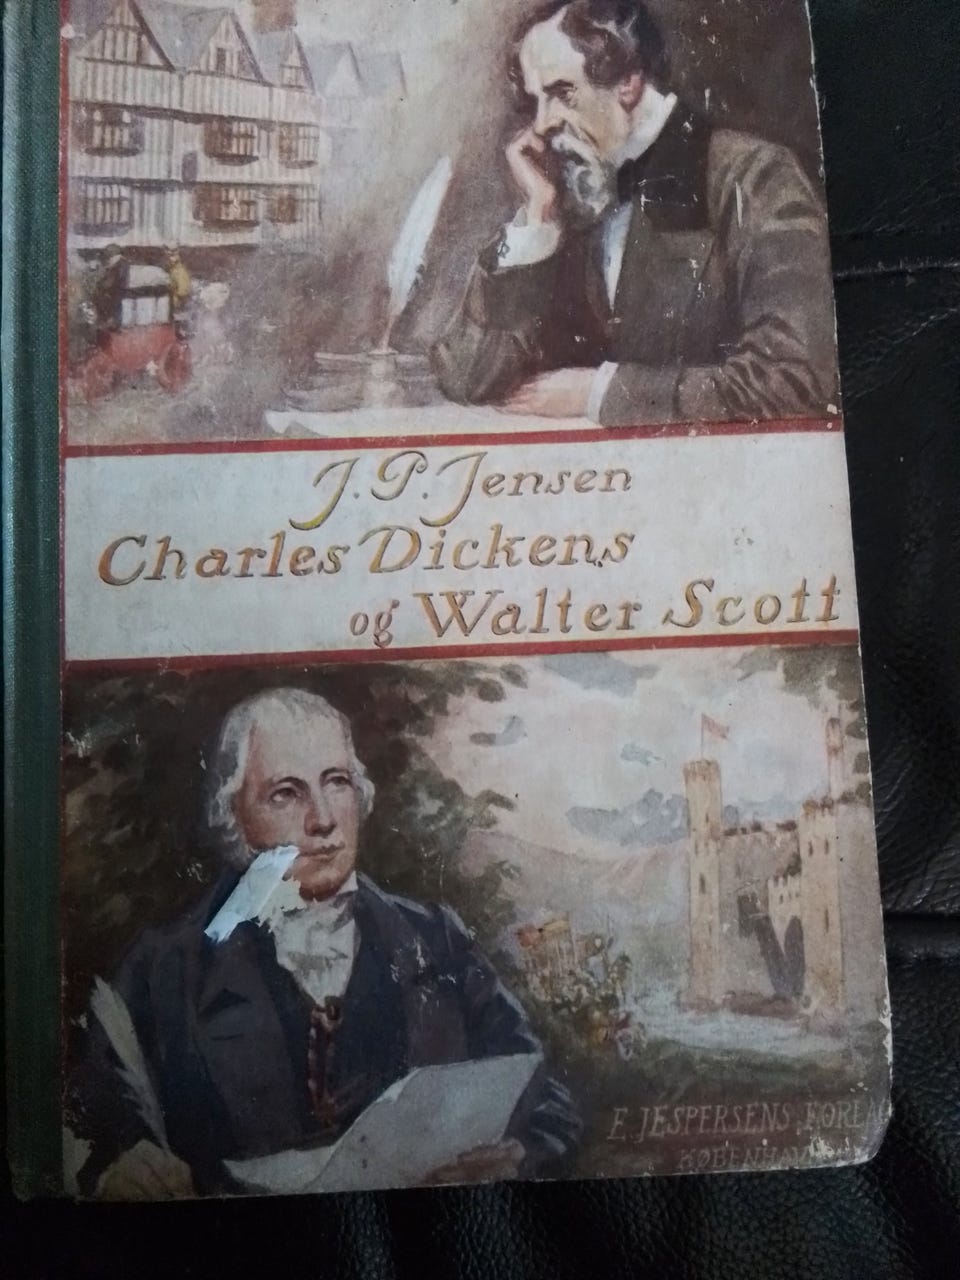 J. P. Jensen
Charles Dickens
og Walter Scott
E. JESPERSENS FORLAG
KØBENHAVN